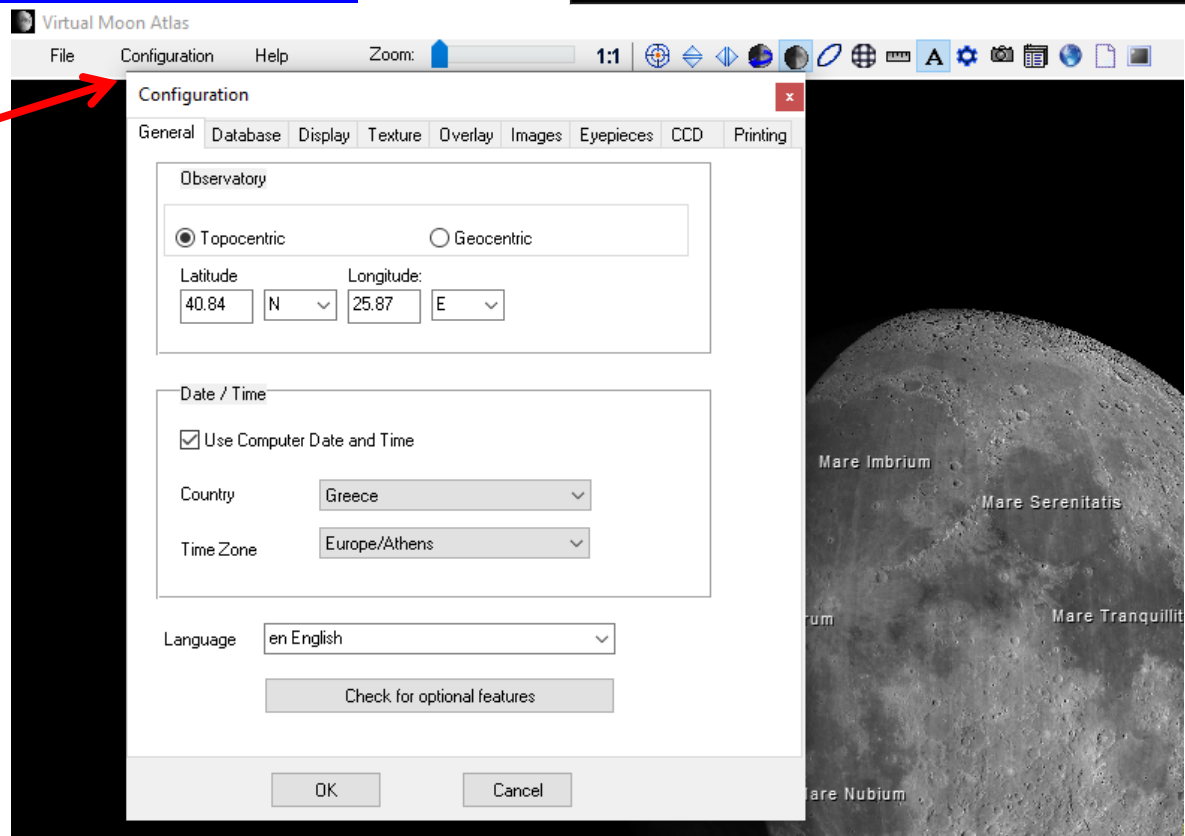 Virtual Moon Atlas
File Configuration Help Zoom: 1:1 A
Configuration x
General Database Display Texture Overlay Images Eyepieces CCD Printing
Observatory
Topocentric Geocentric
Latitude Longitude:
40.84 N 25.87 E
Date / Time
Use Computer Date and Time
Country Greece
Time Zone Europe/Athens
Language en English
Check for optional features
OK Cancel
Mare Imbrium
Mare Serenitatis
rum
Mare Tranquillit
are Nubium